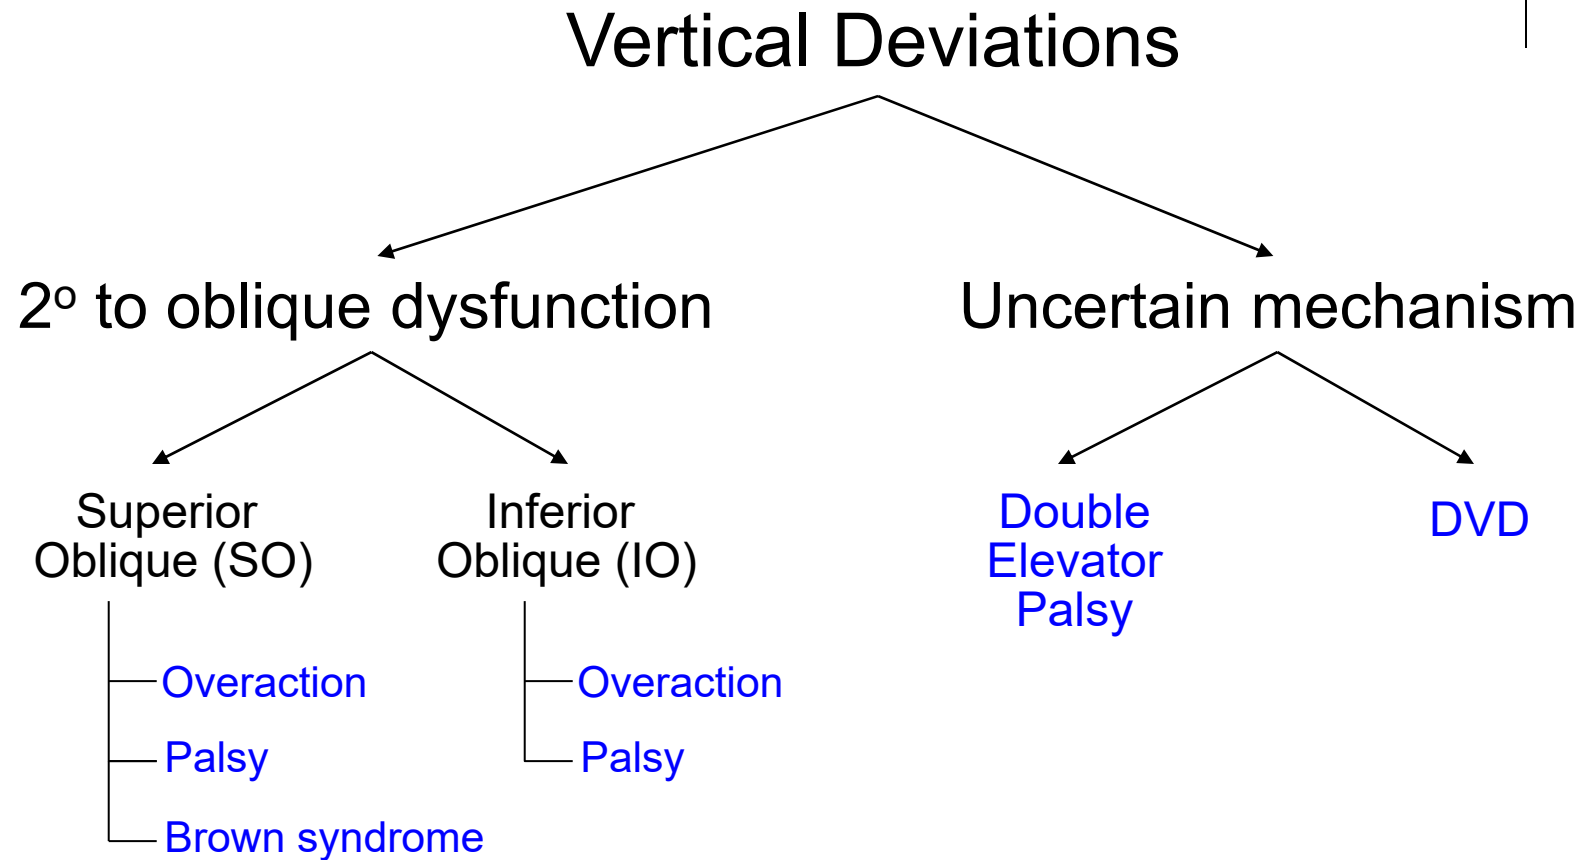 Vertical Deviations
2º to oblique dysfunction
Uncertain mechanism
Superior
Oblique (SO)
Inferior
Oblique (IO)
Double
Elevator
Palsy
DVD
Overaction
Palsy
Brown syndrome
Overaction
Palsy